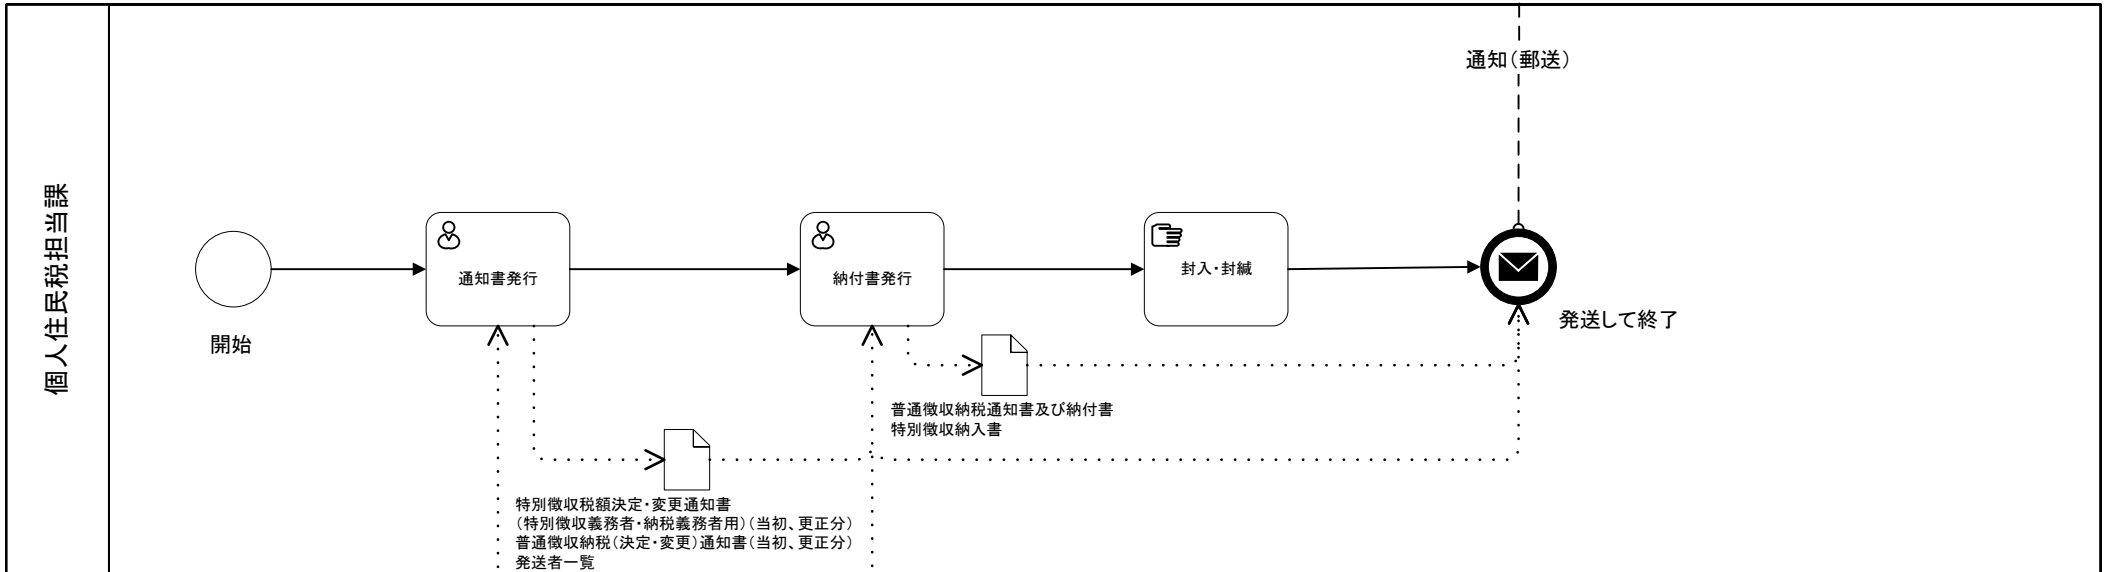 個人住民税担当課
通知(郵送)
開始
通知書発行
納付書発行
封入・封緘
発送して終了
普通徴収納税通知書及び納付書
特別徴収納入書
特別徴収税額決定・変更通知書
(特別徴収義務者・納税義務者用)(当初、更正分)
普通徴収納税(決定・変更)通知書(当初、更正分)
発送者一覧